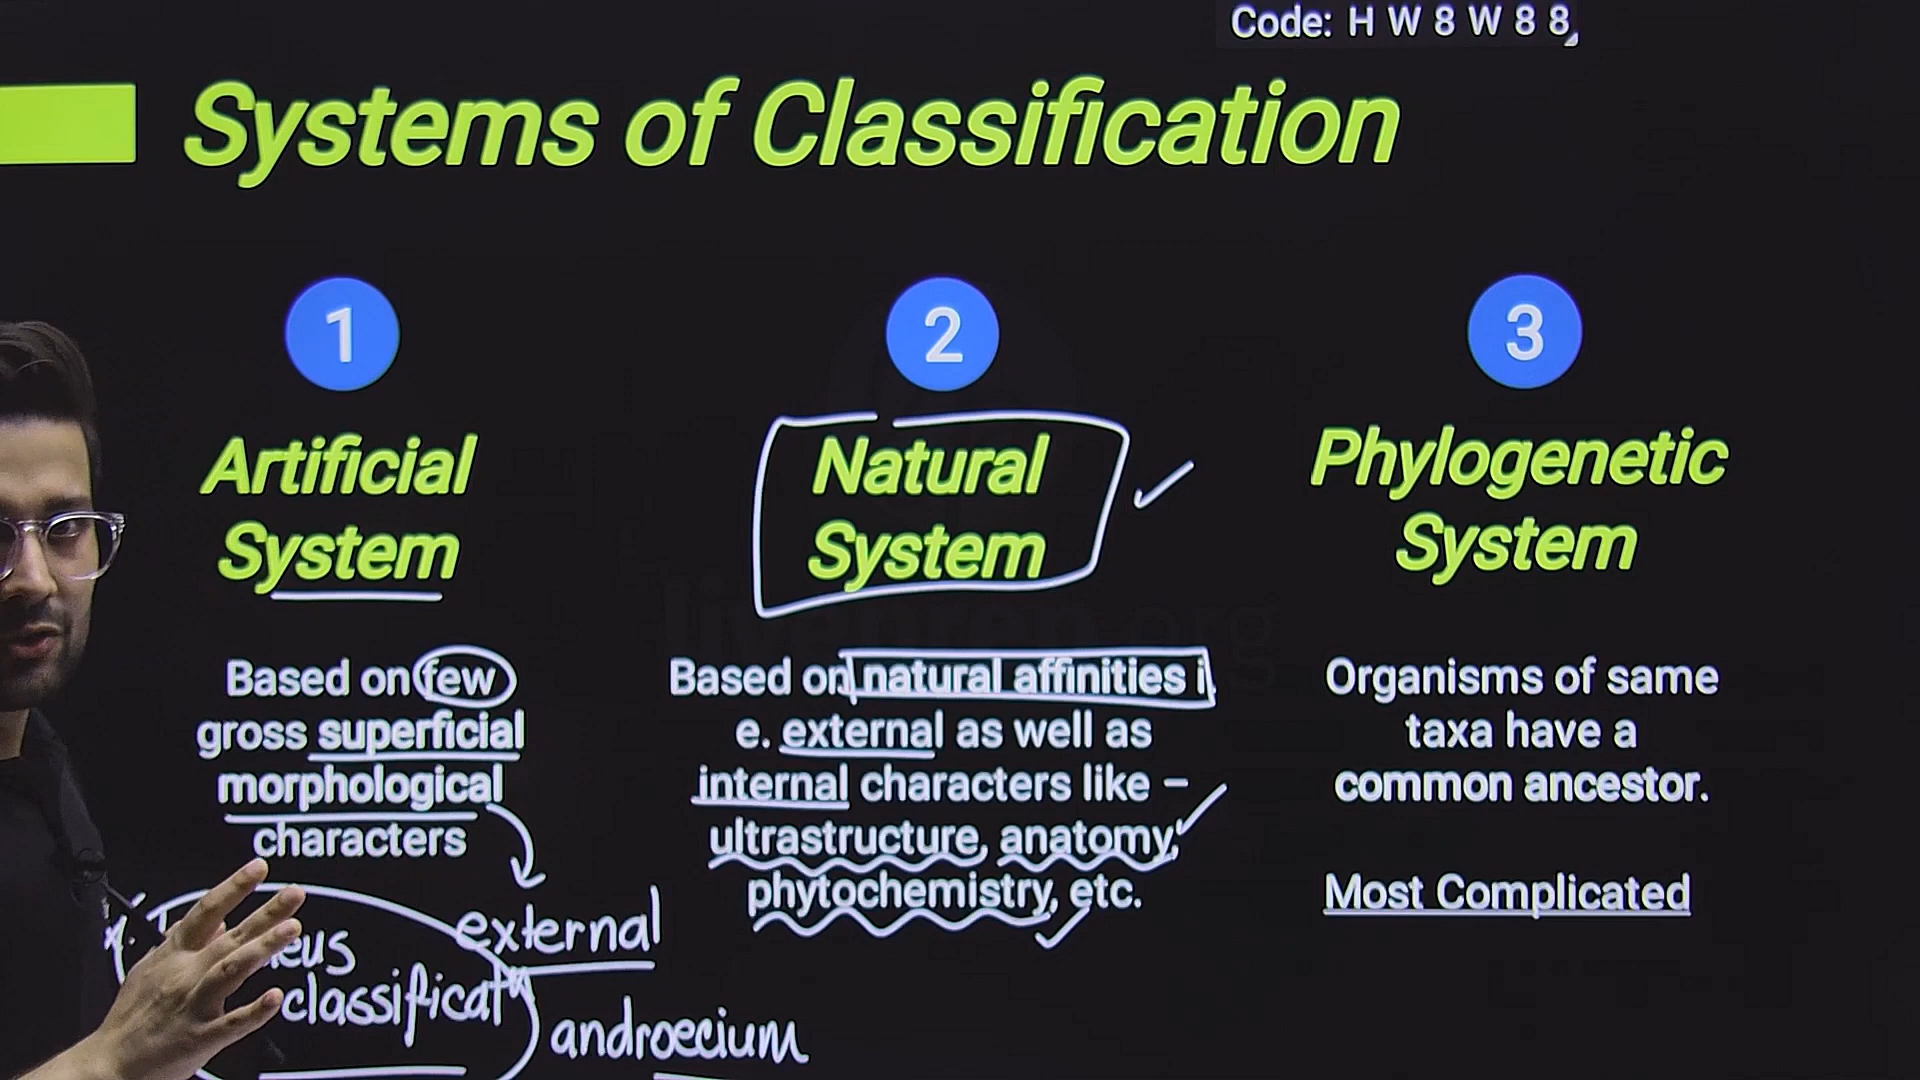 Code: H W 8 W 8 8
Systems of Classification
1
2
3
Artificial
System
Natural
System
Phylogenetic
System
Based on few
gross superficial
morphological
characters
Based on natural affinities i.
e. external as well as
internal characters like –
ultrastructure, anatomy,
phytochemistry, etc.
Organisms of same
taxa have a
common ancestor.
Most Complicated
external
classificatn
androecium